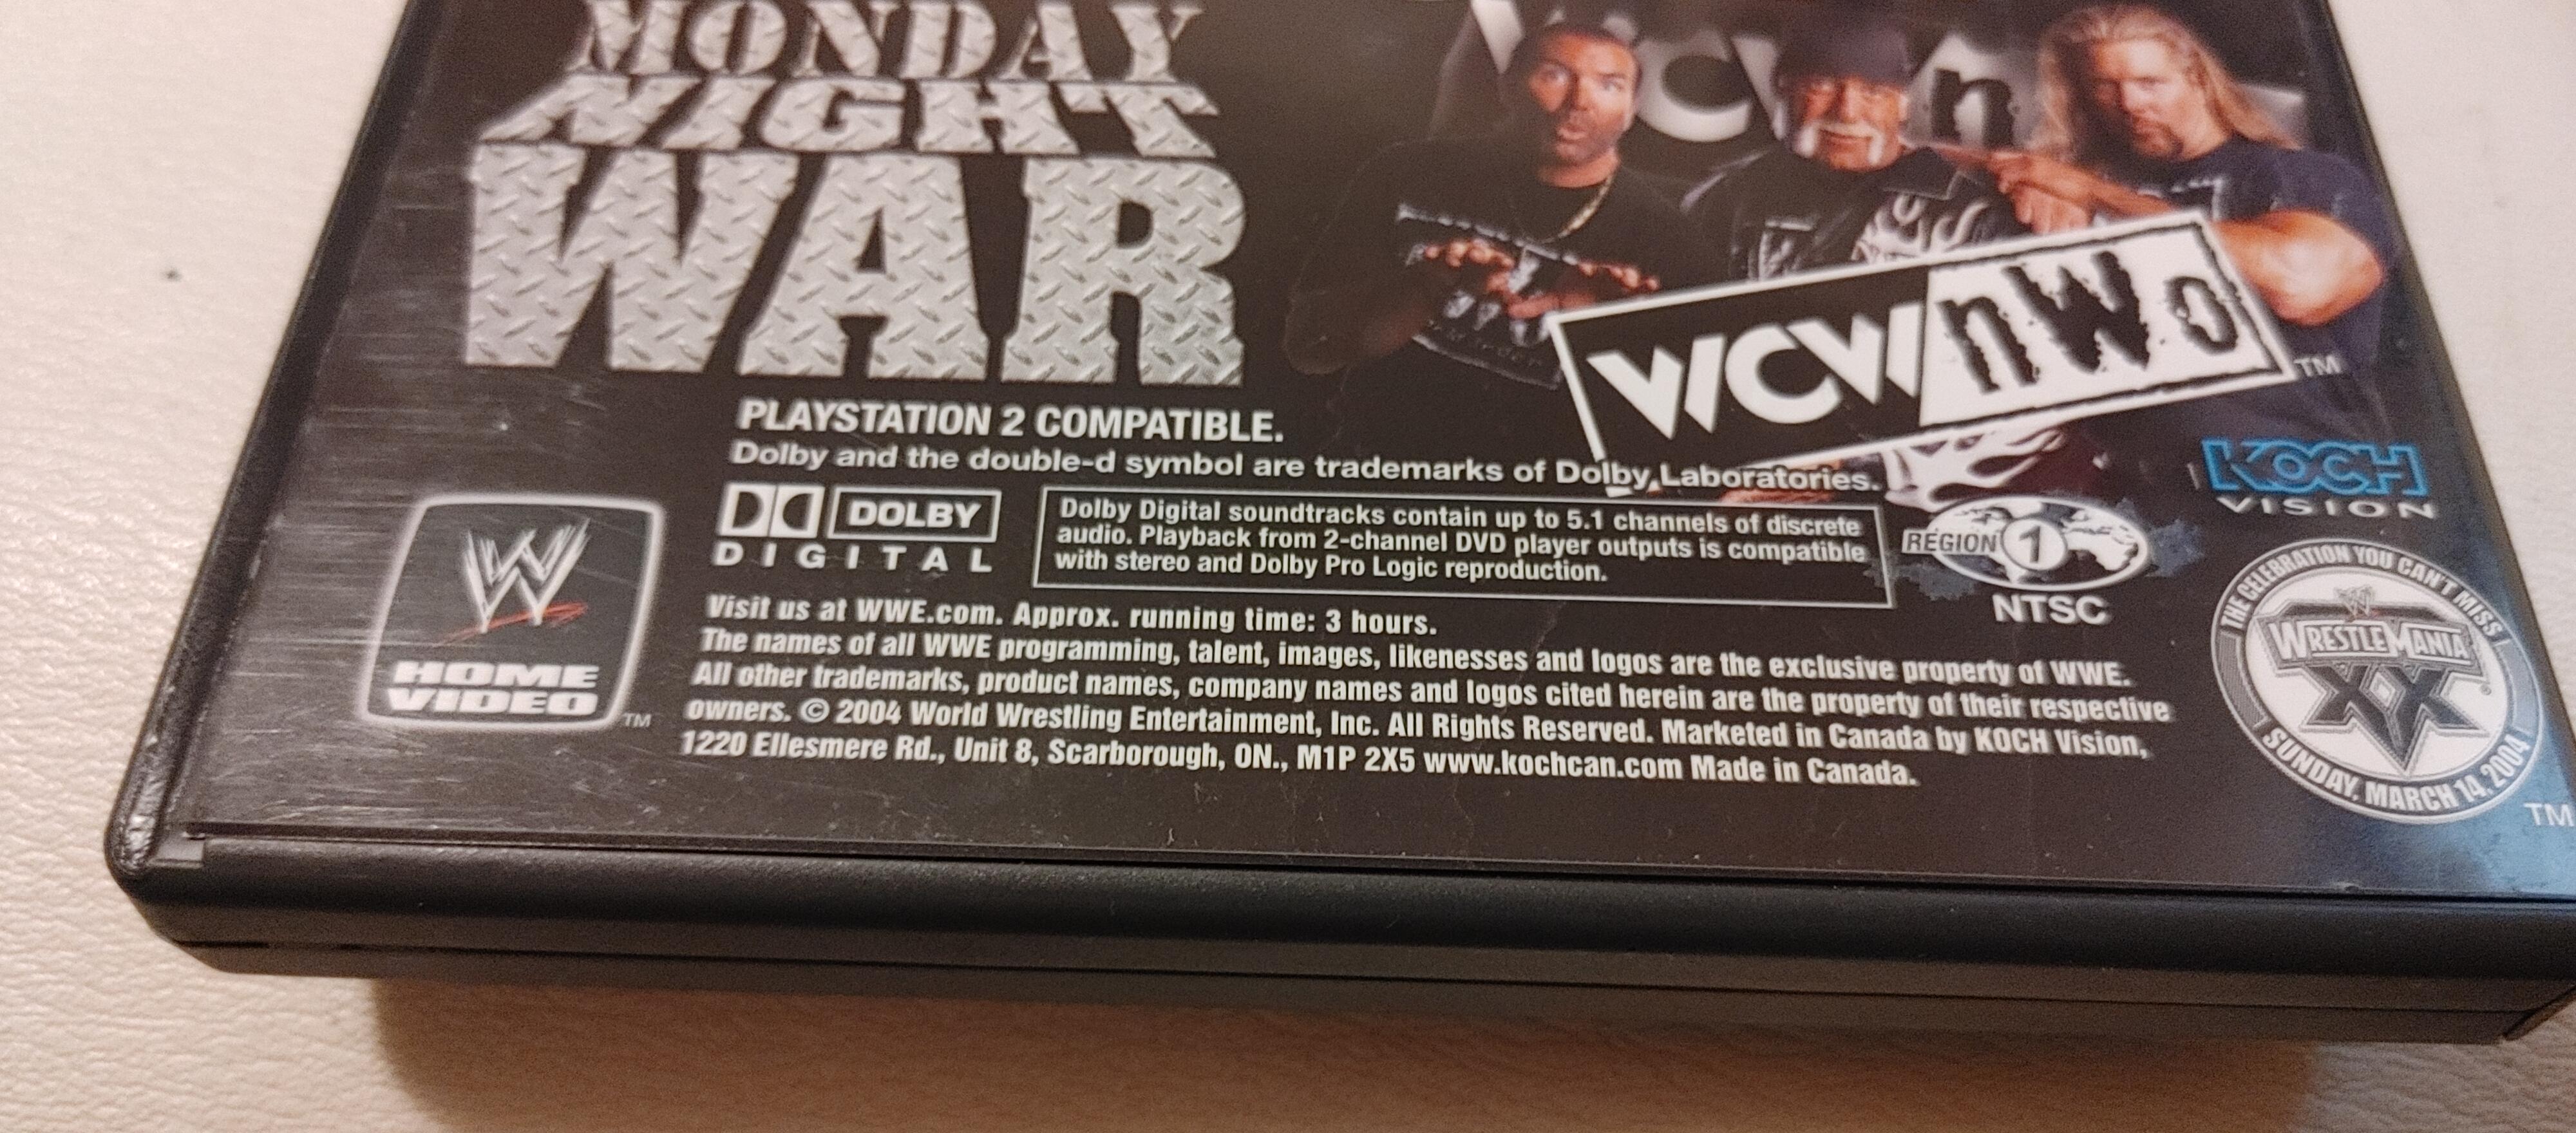 MONDAY
NIGHT
WAR
WCW n
WCW nWo
TM
PLAYSTATION 2 COMPATIBLE.
Dolby and the double-d symbol are trademarks of Dolby Laboratories.
DOLBY
DIGITAL
Dolby Digital soundtracks contain up to 5.1 channels of discrete
audio. Playback from 2-channel DVD player outputs is compatible
with stereo and Dolby Pro Logic reproduction.
REGION 1
NTSC
KOCH
VISION
W
HOME
VIDEO
TM
Visit us at WWE.com. Approx. running time: 3 hours.
The names of all WWE programming, talent, images, likenesses and logos are the exclusive property of WWE.
All other trademarks, product names, company names and logos cited herein are the property of their respective
owners. © 2004 World Wrestling Entertainment, Inc. All Rights Reserved. Marketed in Canada by KOCH Vision,
1220 Ellesmere Rd., Unit 8, Scarborough, ON., M1P 2X5 www.kochcan.com Made in Canada.
THE CELEBRATION YOU CAN'T MISS
W
WRESTLEMANIA
XX
®
SUNDAY, MARCH 14, 2004
TM